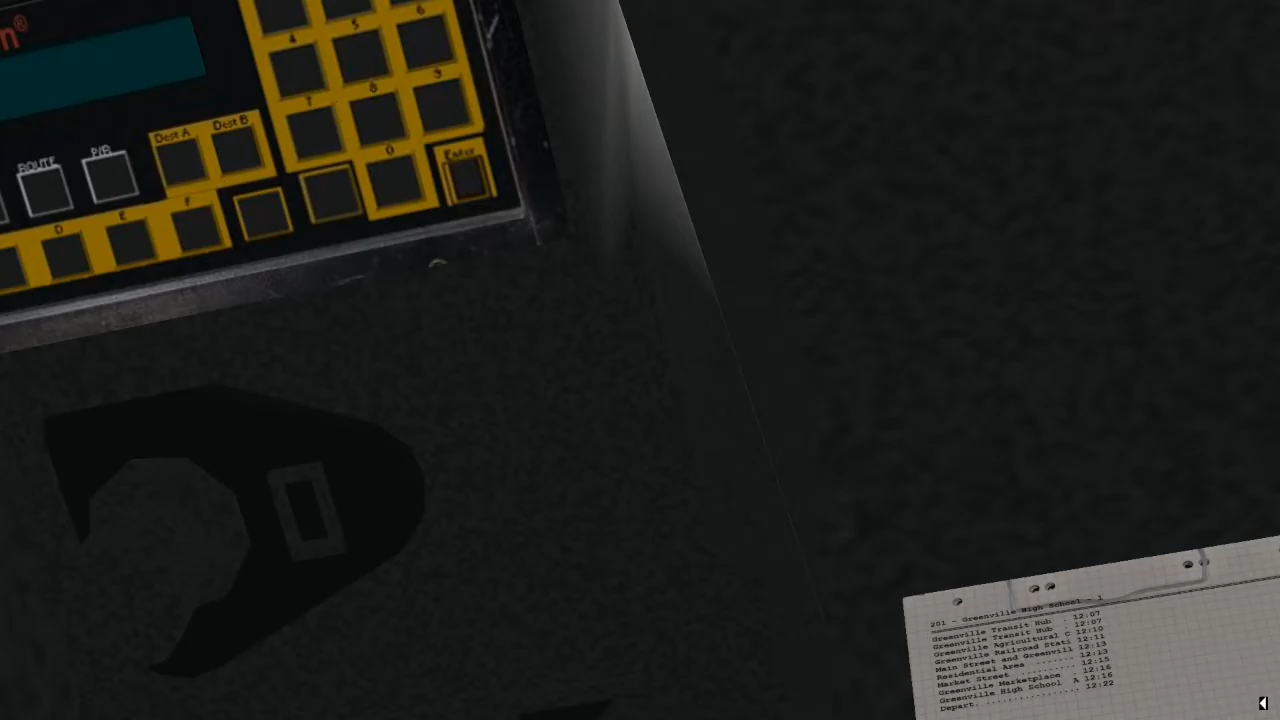 n®
4 5 6
7 8 9
0 Enter
ROUTE P/R Dest A Dest B
D E F
201 - Greenville High School - 1
Greenville Transit Hub - 12:07
Greenville Transit Hub - 12:07
Greenville Agricultural C 12:10
Greenville Railroad Stati 12:11
Main Street and Greenvill 12:13
Residential Area ------- 12:13
Market Street .......... 12:15
Greenville Marketplace - 12:16
Greenville High School A 12:16
Depart. ................ 12:22